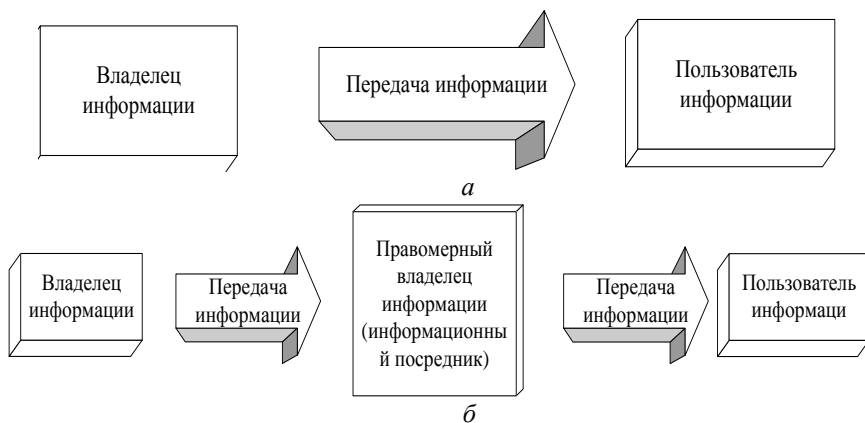 Владелец
информации
Передача информации
Пользователь
информации
а
Владелец
информации
Передача
информации
Правомерный
владелец
информации
(информационны
й посредник)
Передача
информации
Пользователь
информаци
б